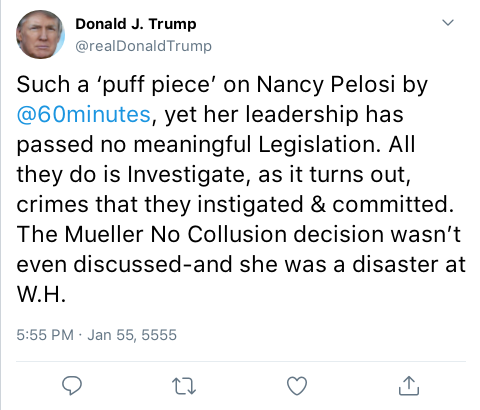 Donald J. Trump
@realDonaldTrump
Such a ‘puff piece’ on Nancy Pelosi by
@60minutes, yet her leadership has
passed no meaningful Legislation. All
they do is Investigate, as it turns out,
crimes that they instigated & committed.
The Mueller No Collusion decision wasn’t
even discussed-and she was a disaster at
W.H.
5:55 PM · Jan 55, 5555